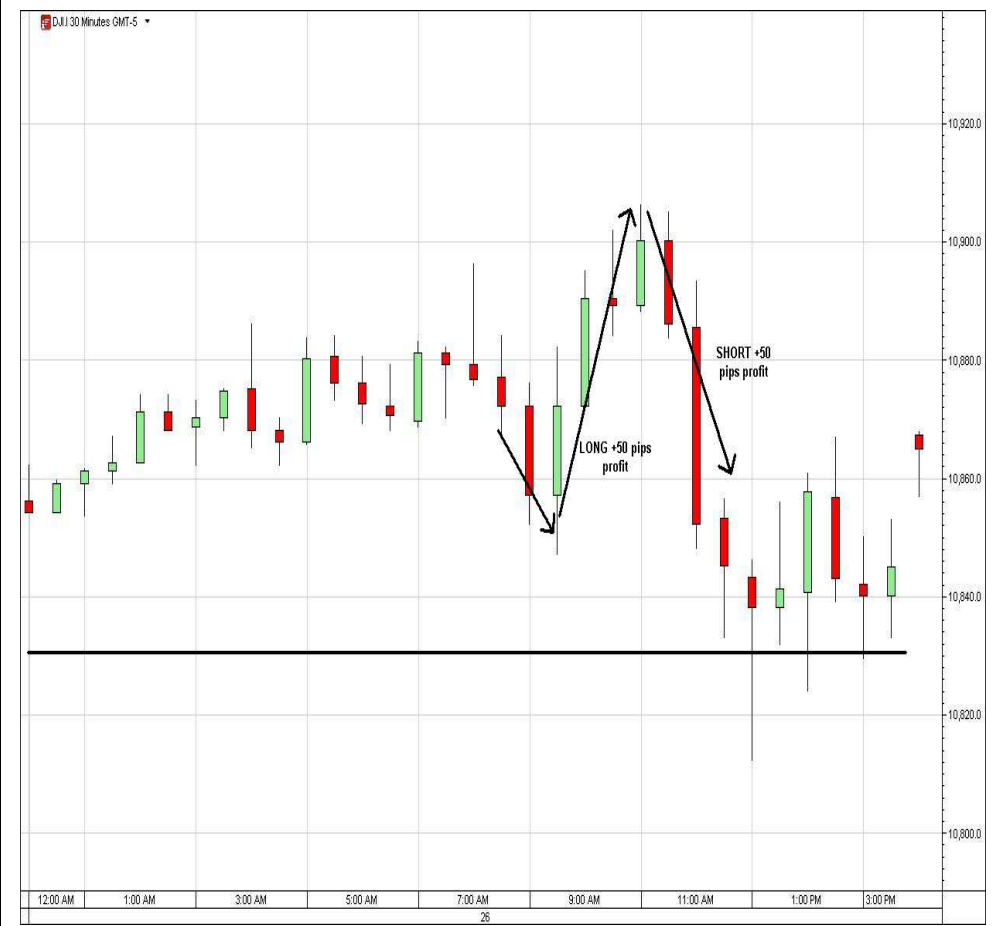 DJI.I 30 Minutes GMT-5
10,920.0
10,900.0
10,880.0
SHORT +50
pips profit
LONG +50 pips
profit
10,860.0
10,840.0
10,820.0
10,800.0
12:00 AM 1:00 AM 3:00 AM 5:00 AM 7:00 AM 9:00 AM 11:00 AM 1:00 PM 3:00 PM
26